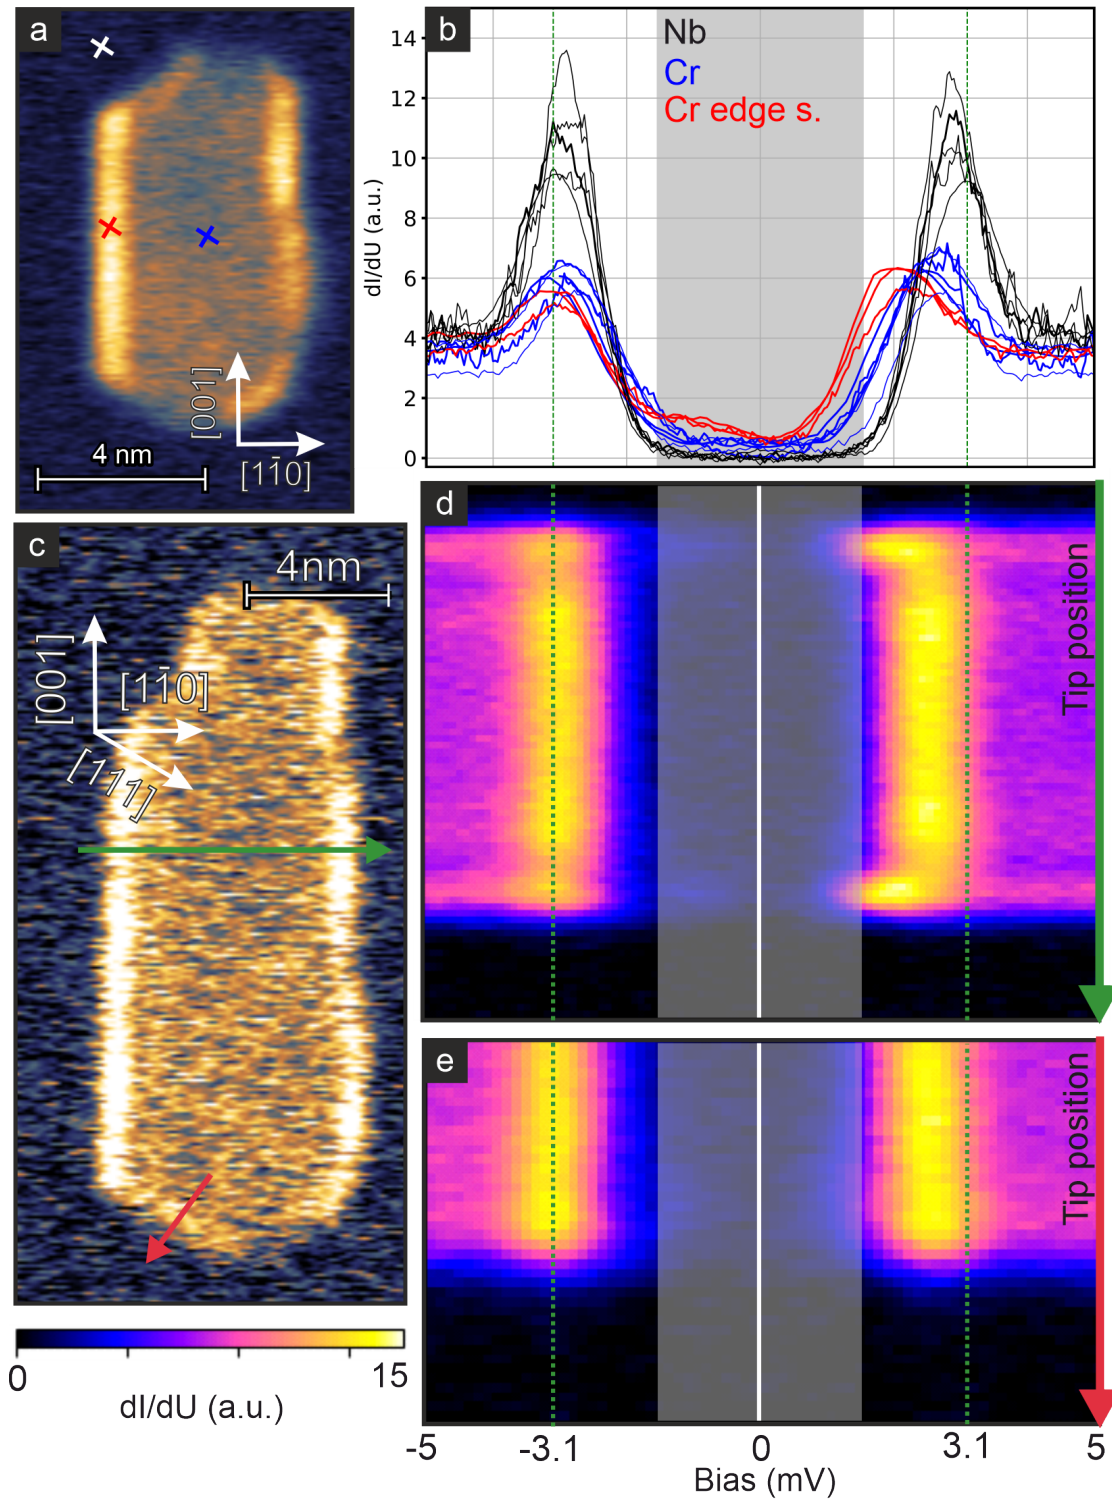 a
[001]
[11̄0]
4 nm
b
Nb
Cr
Cr edge s.
dI/dU (a.u.)
14
12
10
8
6
4
2
0
c
4nm
[001]
[11̄0]
[111]
0
15
dI/dU (a.u.)
d
Tip position
e
Tip position
-5
-3.1
0
3.1
5
Bias (mV)